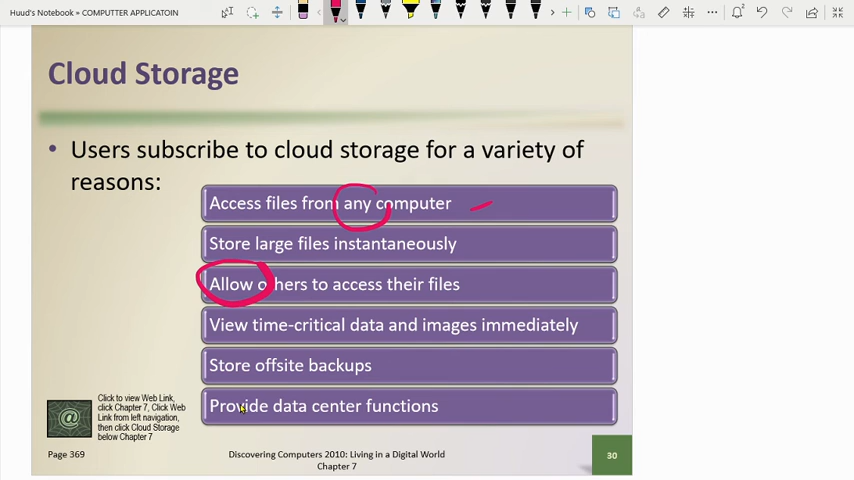 Huud's Notebook » COMPUTTER APPLICATOIN
Cloud Storage
• Users subscribe to cloud storage for a variety of
reasons:
Access files from any computer
Store large files instantaneously
Allow others to access their files
View time-critical data and images immediately
Store offsite backups
Provide data center functions
Click to view Web Link,
click Chapter 7, Click Web
Link from left navigation,
then click Cloud Storage
below Chapter 7
Page 369
Discovering Computers 2010: Living in a Digital World
Chapter 7
30